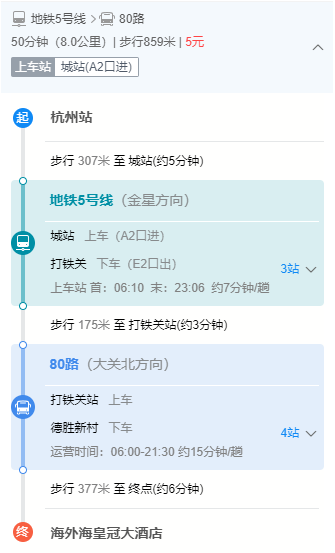 地铁5号线 > 80路
50分钟（8.0公里）| 步行859米 | 5元
上车站 城站(A2口进)
起 杭州站
步行 307米 至 城站(约5分钟)
地铁5号线（金星方向）
城站 上车（A2口进）
打铁关 下车（E2口出）
3站
上车站 首：06:10 末：23:06 约7分钟/趟
步行 175米 至 打铁关站(约3分钟)
80路（大关北方向）
打铁关站 上车
德胜新村 下车
4站
运营时间：06:00-21:30 约15分钟/趟
步行 377米 至 终点(约6分钟)
终 海外海皇冠大酒店